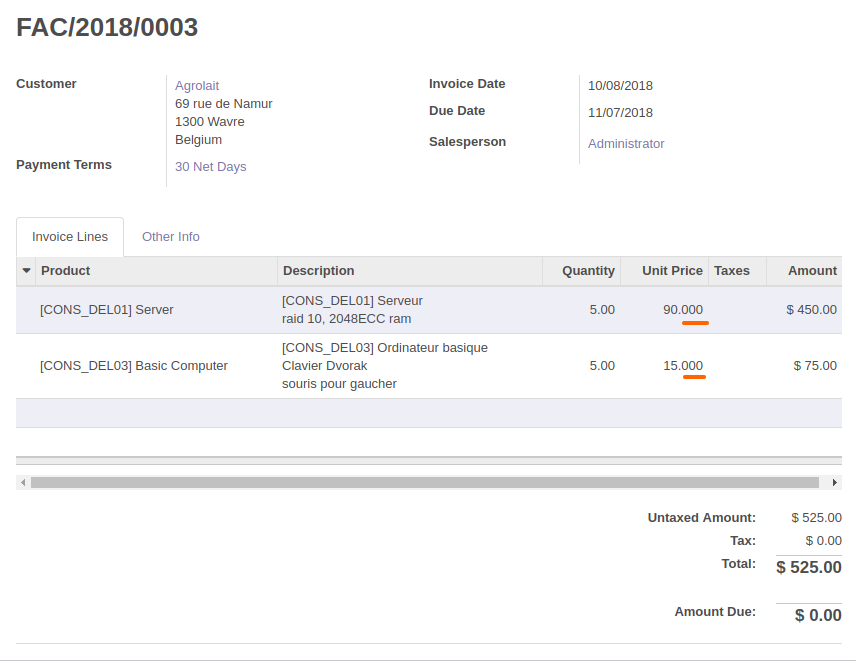 FAC/2018/0003
Customer
Agrolait
69 rue de Namur
1300 Wavre
Belgium
Payment Terms
30 Net Days
Invoice Date
10/08/2018
Due Date
11/07/2018
Salesperson
Administrator
Invoice Lines
Other Info
Product Description Quantity Unit Price Taxes Amount
[CONS_DEL01] Server
[CONS_DEL01] Serveur
raid 10, 2048ECC ram
5.00 90.000 $ 450.00
[CONS_DEL03] Basic Computer
[CONS_DEL03] Ordinateur basique
Clavier Dvorak
souris pour gaucher
5.00 15.000 $ 75.00
Untaxed Amount: $ 525.00
Tax: $ 0.00
Total: $ 525.00
Amount Due: $ 0.00